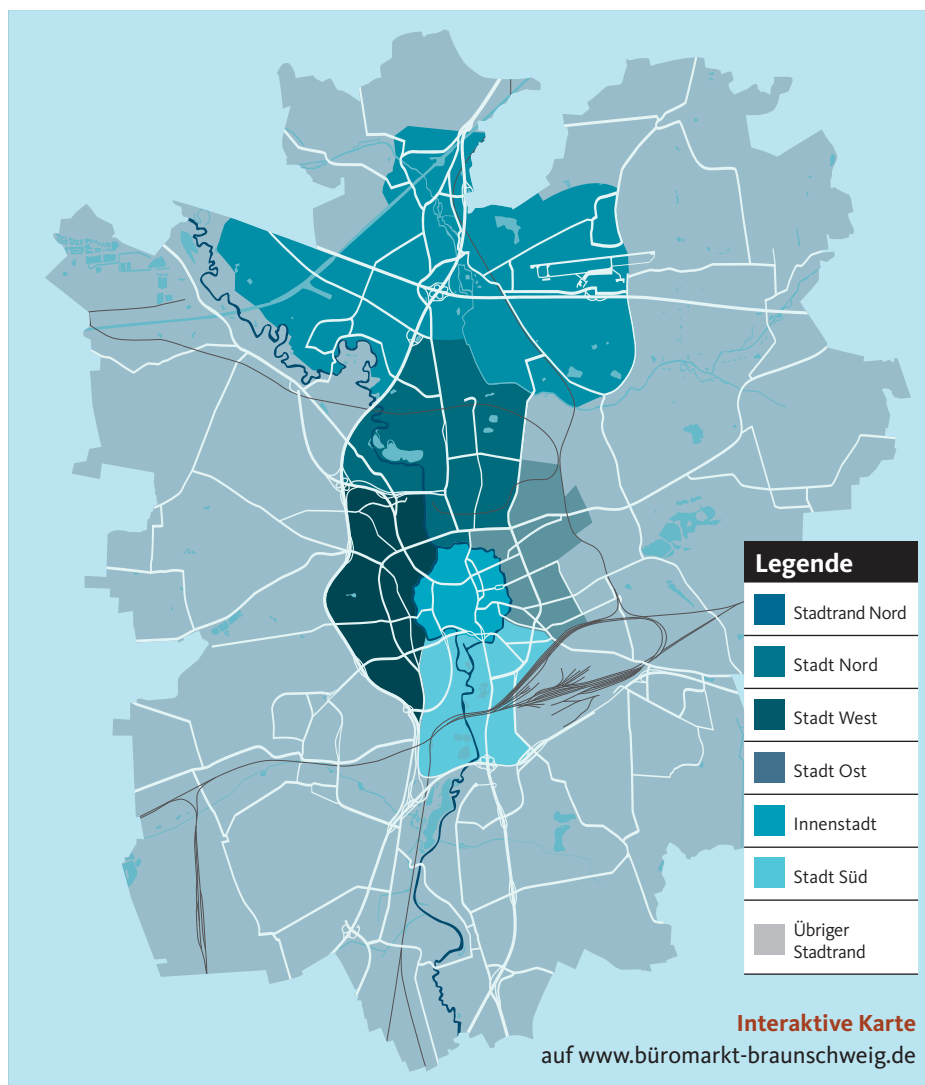 Legende
Stadtrand Nord
Stadt Nord
Stadt West
Stadt Ost
Innenstadt
Stadt Süd
Übriger
Stadtrand
Interaktive Karte
auf www.büromarkt-braunschweig.de